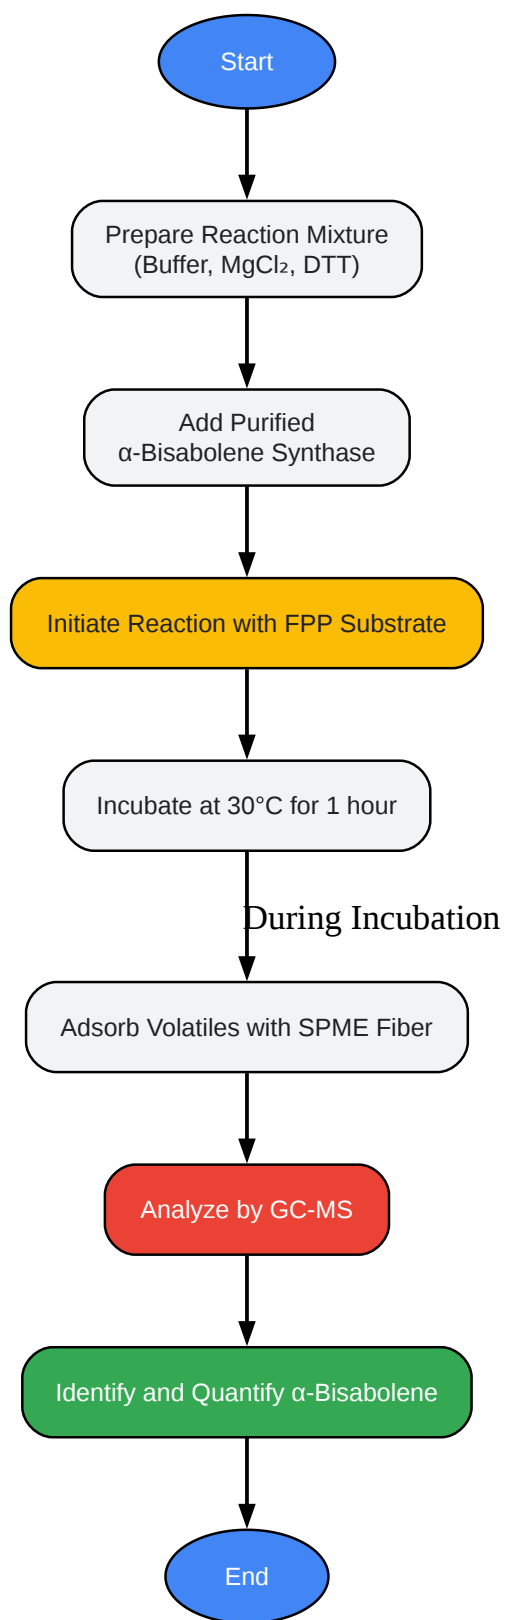 Start
Prepare Reaction Mixture
(Buffer, MgCl₂, DTT)
Add Purified
α-Bisabolene Synthase
Initiate Reaction with FPP Substrate
Incubate at 30°C for 1 hour
During Incubation
Adsorb Volatiles with SPME Fiber
Analyze by GC-MS
Identify and Quantify α-Bisabolene
End